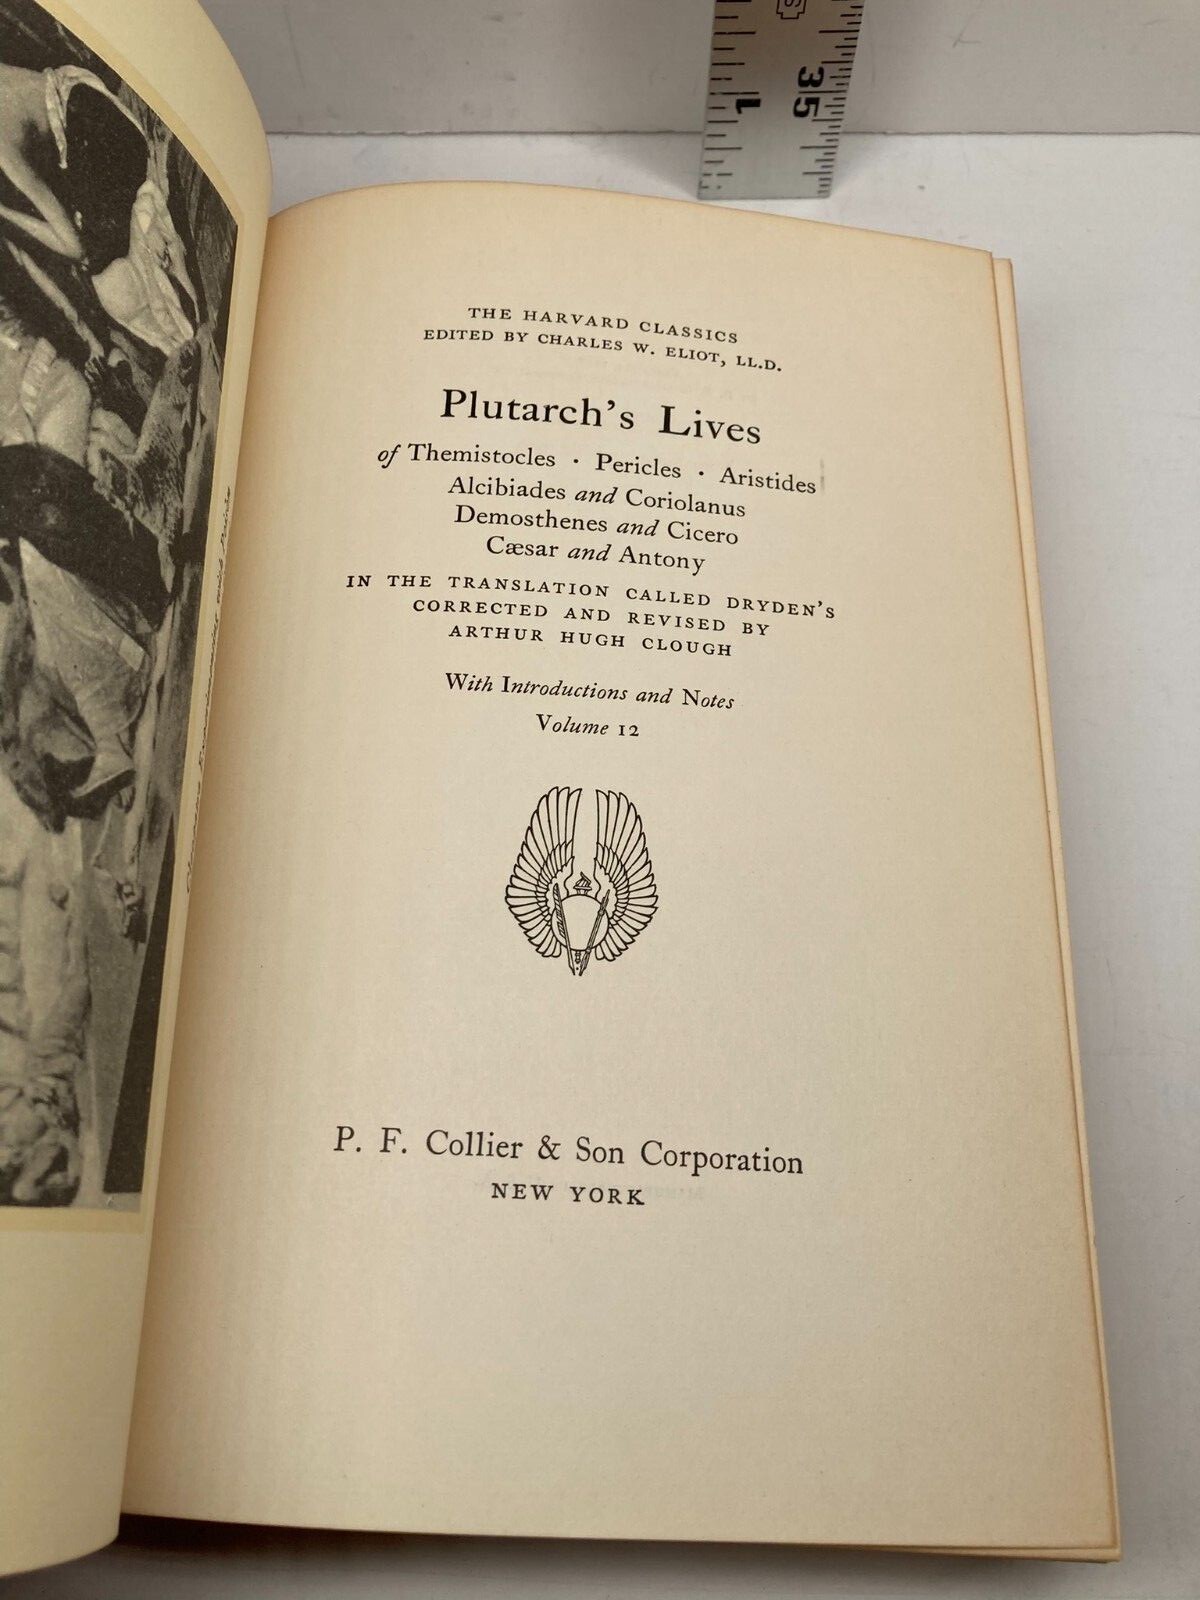 THE HARVARD CLASSICS
EDITED BY CHARLES W. ELIOT, LL.D.
Plutarch's Lives
of Themistocles · Pericles · Aristides
Alcibiades and Coriolanus
Demosthenes and Cicero
Cæsar and Antony
IN THE TRANSLATION CALLED DRYDEN'S
CORRECTED AND REVISED BY
ARTHUR HUGH CLOUGH
With Introductions and Notes
Volume 12
P. F. Collier & Son Corporation
NEW YORK
1
35